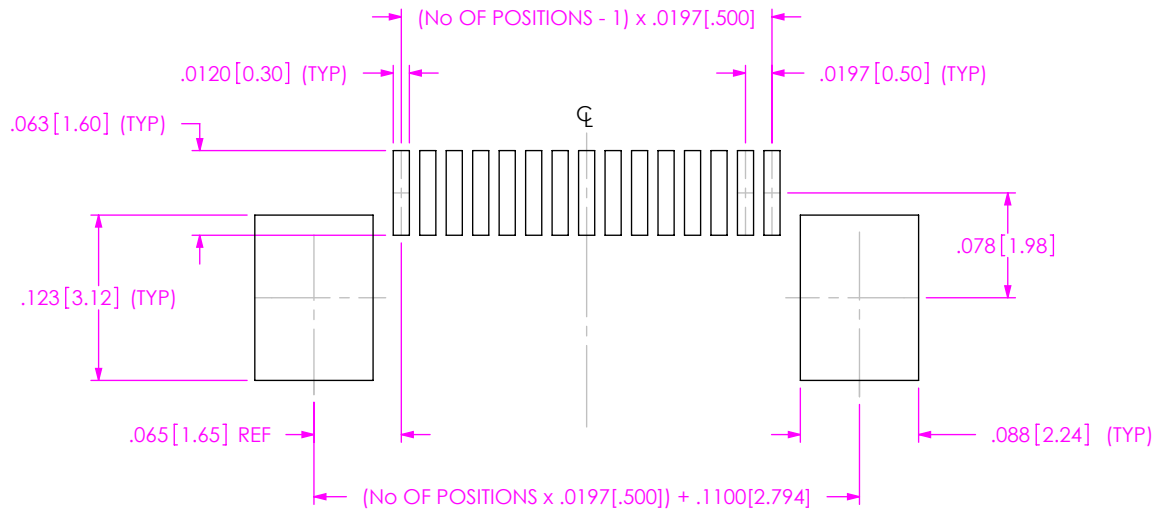 (No OF POSITIONS - 1) x .0197[.500]
.0120[0.30] (TYP)
.0197[0.50] (TYP)
.063[1.60] (TYP)
℄
.078[1.98]
.123[3.12] (TYP)
.065[1.65] REF
.088[2.24] (TYP)
(No OF POSITIONS x .0197[.500]) + .1100[2.794]